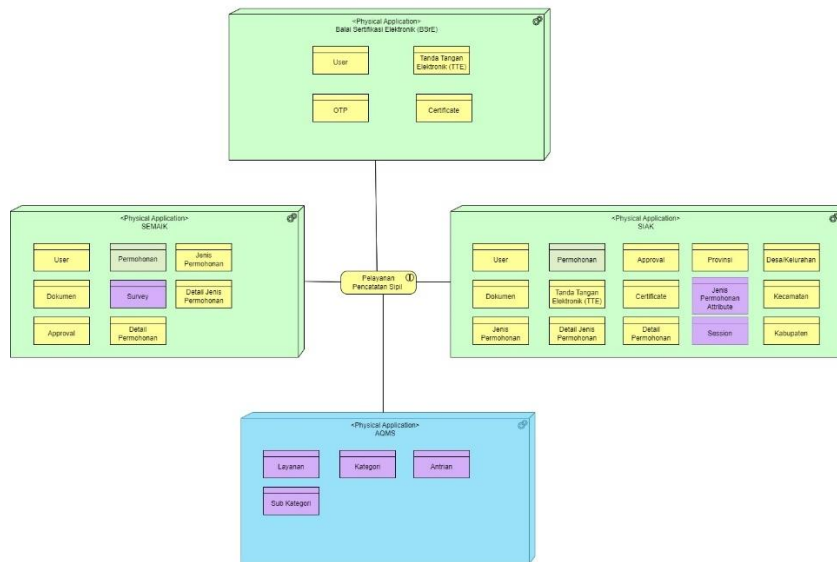 <Physical Application>
Balai Sertifikasi Elektronik (BSrE)
User
Tanda Tangan
Elektronik (TTE)
OTP
Certificate
<Physical Application>
SEMAIK
User
Permohonan
Jenis
Permohonan
Dokumen
Survey
Detail Jenis
Permohonan
Approval
Detail
Permohonan
Pelayanan
Pencatatan Sipil
<Physical Application>
SIAK
User
Permohonan
Approval
Provinsi
Desa/Kelurahan
Dokumen
Tanda Tangan
Elektronik (TTE)
Certificate
Jenis
Permohonan
Attribute
Kecamatan
Jenis
Permohonan
Detail Jenis
Permohonan
Detail
Permohonan
Session
Kabupaten
<Physical Application>
AQMS
Layanan
Kategori
Antrian
Sub Kategori